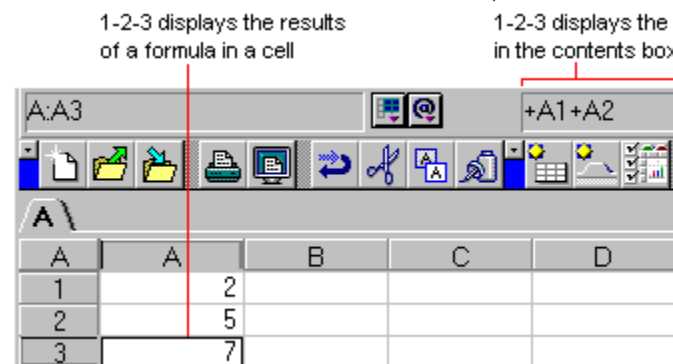 1-2-3 displays the results
of a formula in a cell
1-2-3 displays the
in the contents box
A:A3
@
+A1+A2
A
A A B C D
1 2
2 5
3 7